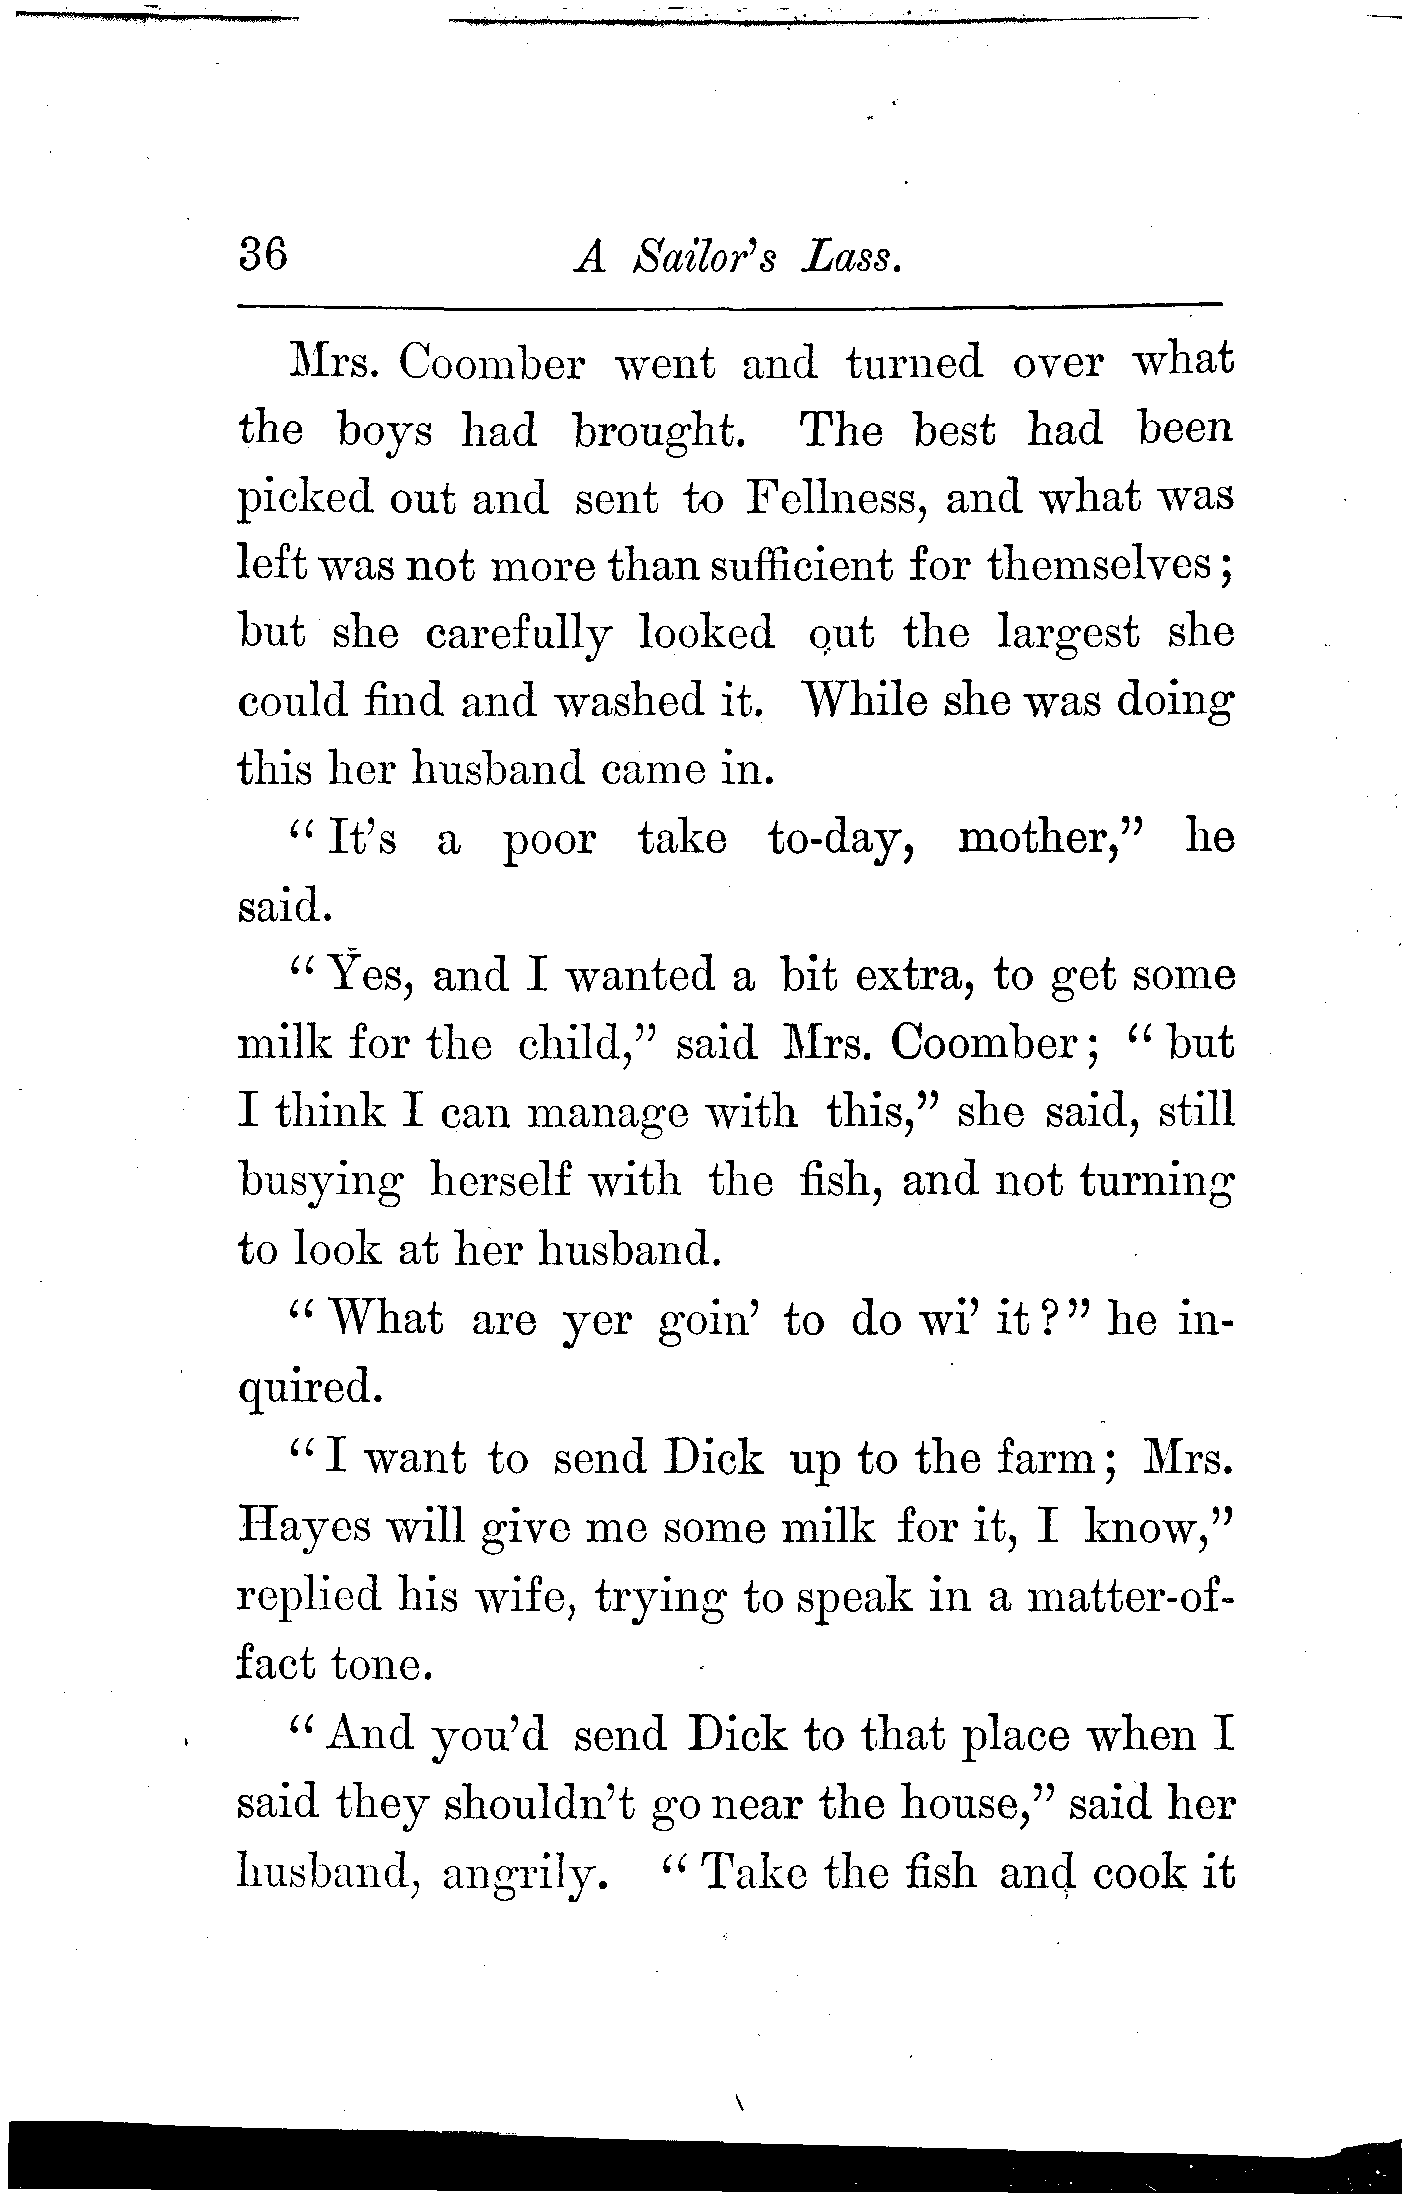 36 A Sailor's Lass.
Mrs. Coomber went and turned over what
the boys had brought. The best had been
picked out and sent to Fellness, and what was
left was not more than sufficient for themselves;
but she carefully looked out the largest she
could find and washed it. While she was doing
this her husband came in.
"It's a poor take to-day, mother," he
said.
"Yes, and I wanted a bit extra, to get some
milk for the child," said Mrs. Coomber; "but
I think I can manage with this," she said, still
busying herself with the fish, and not turning
to look at her husband.
"What are yer goin' to do wi' it?" he in-
quired.
"I want to send Dick up to the farm; Mrs.
Hayes will give me some milk for it, I know,"
replied his wife, trying to speak in a matter-of-
fact tone.
"And you'd send Dick to that place when I
said they shouldn't go near the house," said her
husband, angrily. "Take the fish and cook it